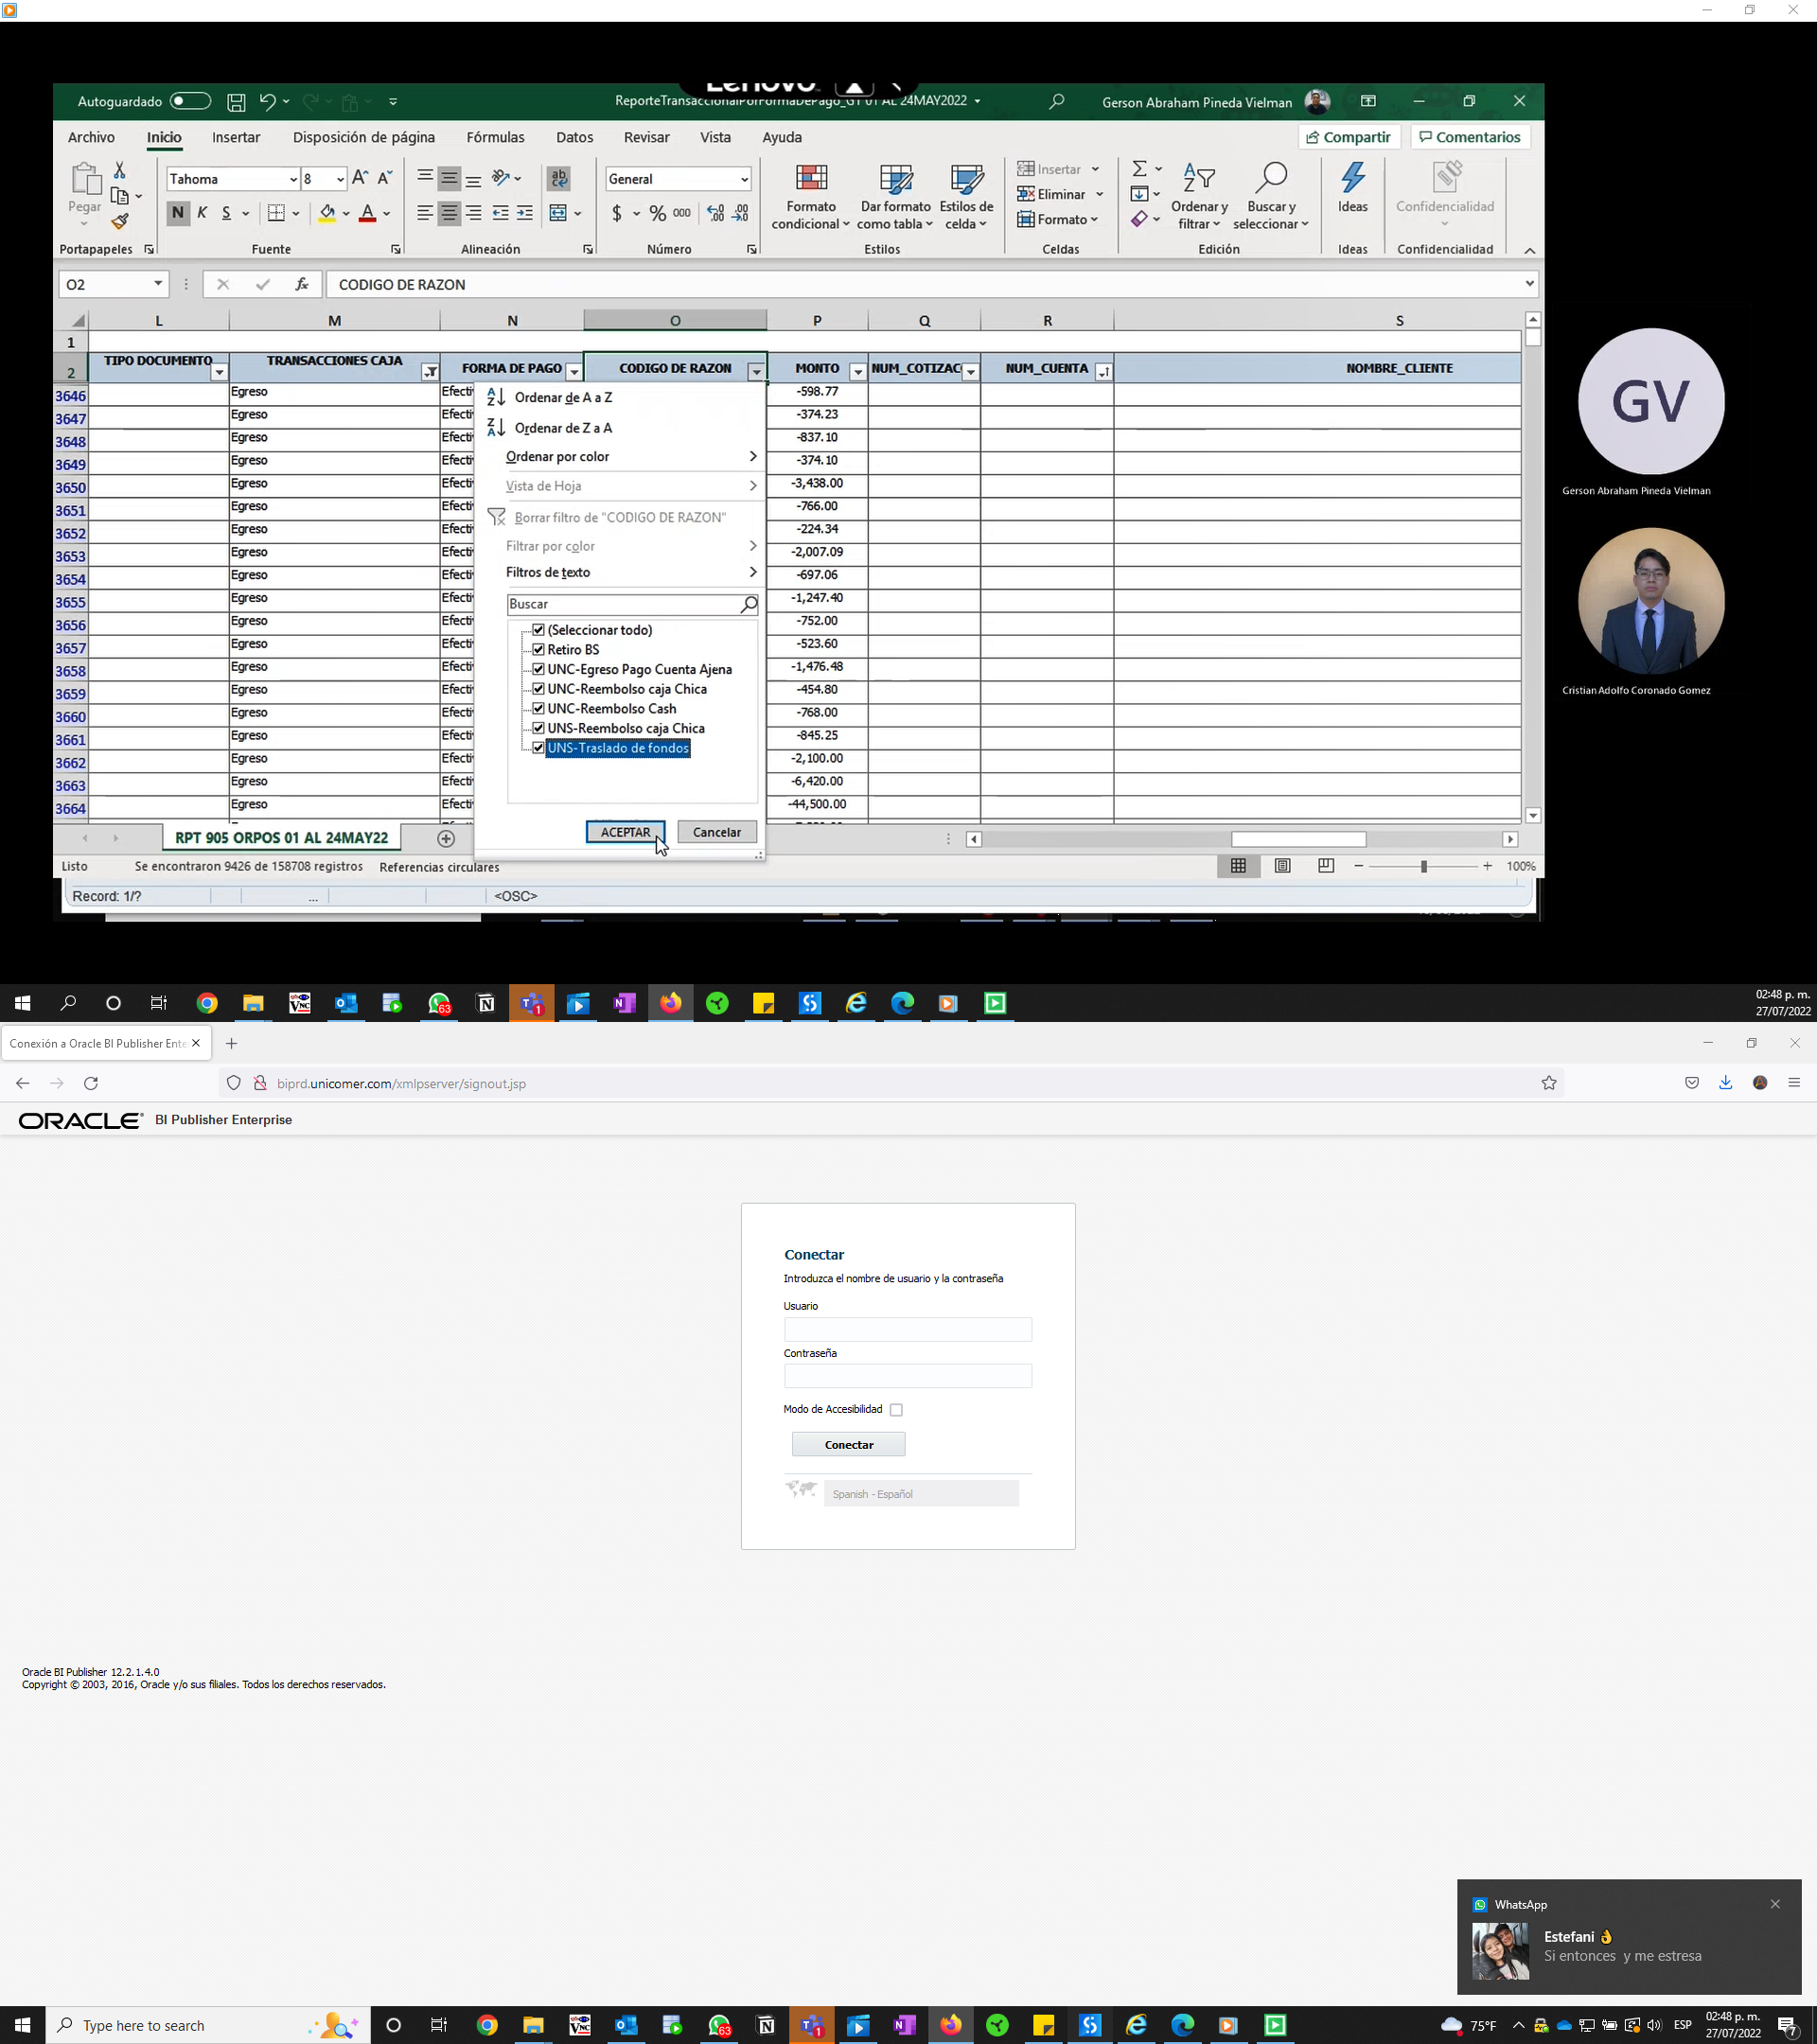 Lenovo
Autoguardado
ReporteTransaccionalPorFormaDePago_GT 01 AL 24MAY2022
Gerson Abraham Pineda Vielman
Archivo Inicio Insertar Disposición de página Fórmulas Datos Revisar Vista Ayuda
Compartir Comentarios
Pegar
Tahoma 8
N K S
General
$ % 000
Formato condicional
Dar formato como tabla
Estilos de celda
Insertar
Eliminar
Formato
Ordenar y filtrar
Buscar y seleccionar
Ideas
Confidencialidad
Portapapeles Fuente Alineación Número Estilos Celdas Edición Ideas Confidencialidad
O2
fx CODIGO DE RAZON
L M N O P Q R S
1
2 TIPO DOCUMENTO TRANSACCIONES CAJA FORMA DE PAGO CODIGO DE RAZON MONTO NUM_COTIZAC NUM_CUENTA NOMBRE_CLIENTE
3646 Egreso Efecti -598.77
3647 Egreso Efecti -374.23
3648 Egreso Efecti -837.10
3649 Egreso Efecti -374.10
3650 Egreso Efecti -3,438.00
3651 Egreso Efecti -766.00
3652 Egreso Efecti -224.34
3653 Egreso Efecti -2,007.09
3654 Egreso Efecti -697.06
3655 Egreso Efecti -1,247.40
3656 Egreso Efecti -752.00
3657 Egreso Efecti -523.60
3658 Egreso Efecti -1,476.48
3659 Egreso Efecti -454.80
3660 Egreso Efecti -768.00
3661 Egreso Efecti -845.25
3662 Egreso Efecti -2,100.00
3663 Egreso Efecti -6,420.00
3664 Egreso Efecti -44,500.00
Ordenar de A a Z
Ordenar de Z a A
Ordenar por color
Vista de Hoja
Borrar filtro de "CODIGO DE RAZON"
Filtrar por color
Filtros de texto
Buscar
(Seleccionar todo)
Retiro BS
UNC-Egreso Pago Cuenta Ajena
UNC-Reembolso caja Chica
UNC-Reembolso Cash
UNS-Reembolso caja Chica
UNS-Traslado de fondos
ACEPTAR Cancelar
RPT 905 ORPOS 01 AL 24MAY22
Listo Se encontraron 9426 de 158708 registros Referencias circulares
100%
Record: 1/? ... <OSC>
GV
Gerson Abraham Pineda Vielman
Cristian Adolfo Coronado Gomez
02:48 p. m.
27/07/2022
Conexión a Oracle BI Publisher Ente
biprd.unicomer.com/xmlpserver/signout.jsp
ORACLE BI Publisher Enterprise
Conectar
Introduzca el nombre de usuario y la contraseña
Usuario
Contraseña
Modo de Accesibilidad
Conectar
Spanish - Español
Oracle BI Publisher 12.2.1.4.0
Copyright © 2003, 2016, Oracle y/o sus filiales. Todos los derechos reservados.
WhatsApp
Estefani 👌
Si entonces y me estresa
Type here to search
63
1
75°F
ESP
02:48 p. m.
27/07/2022
7